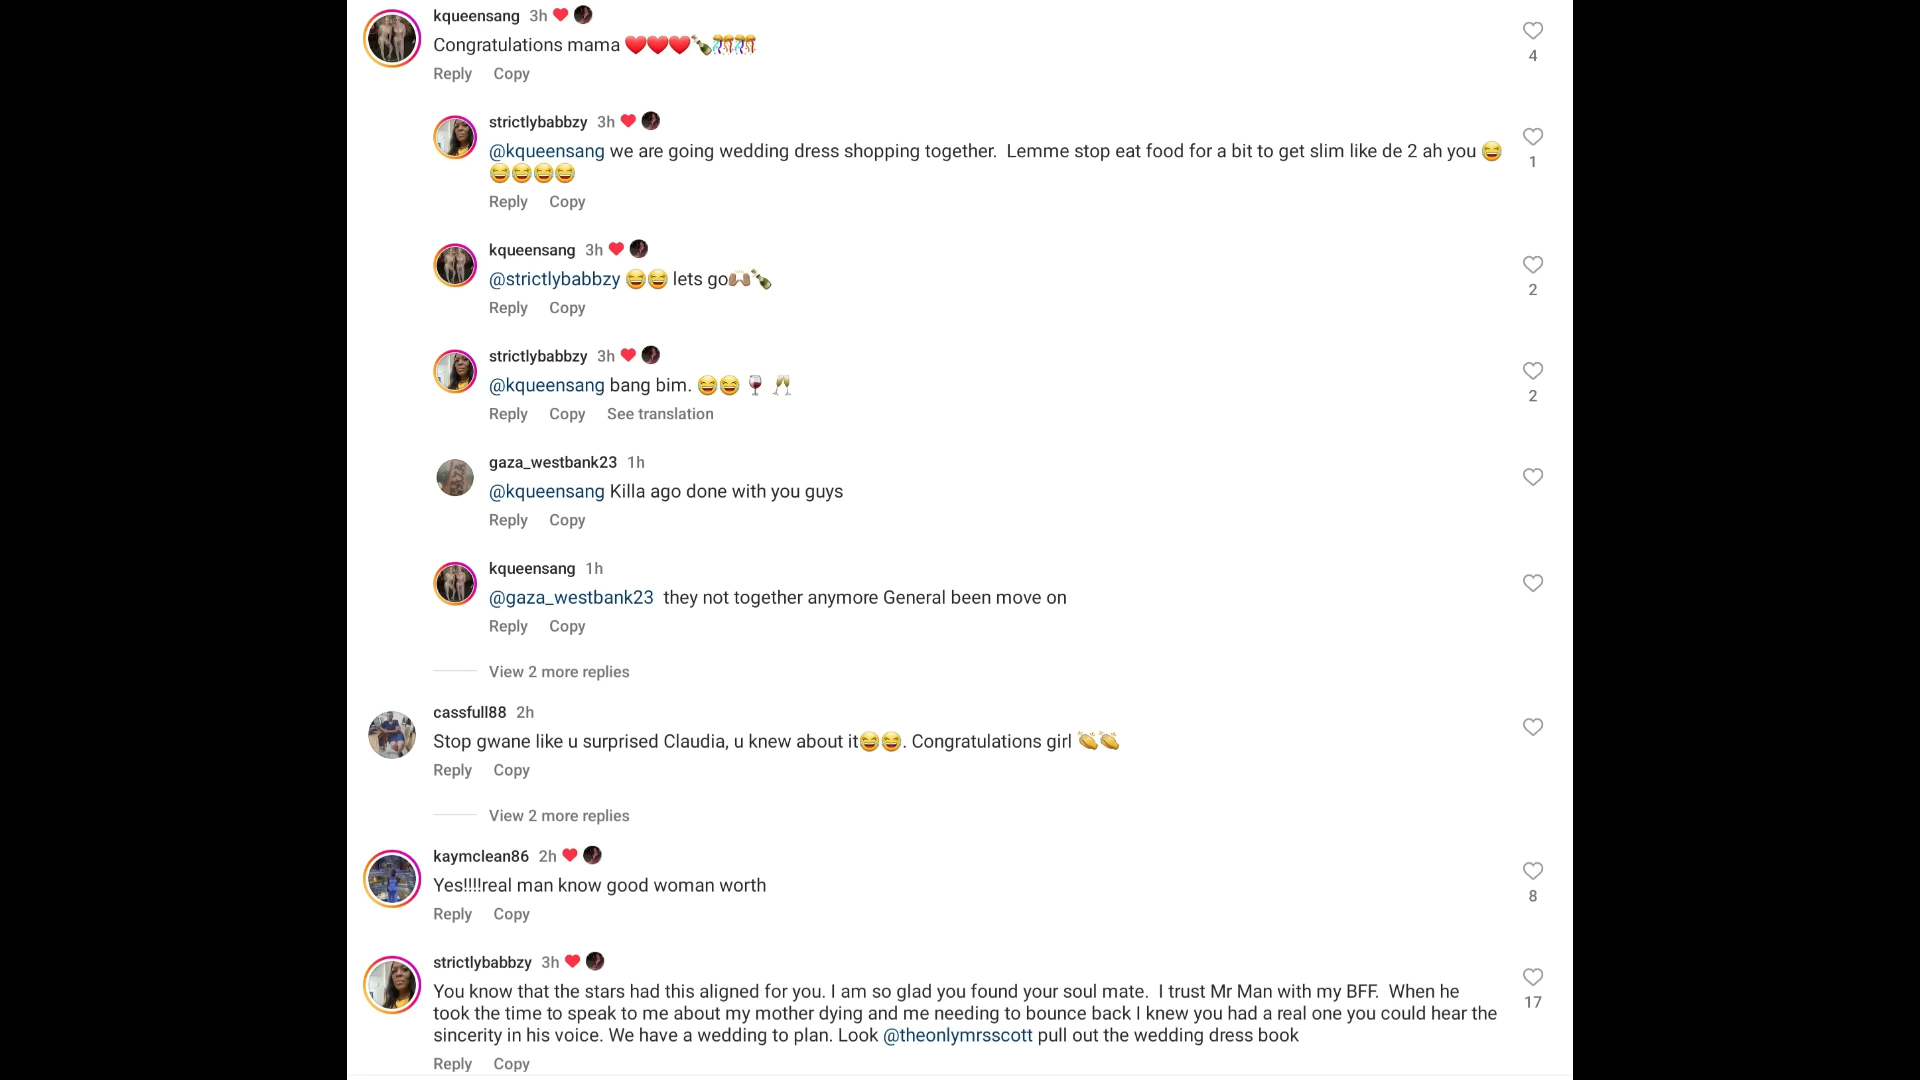 kqueensang 3h ❤️
Congratulations mama ❤️❤️❤️🍾🎊🎊
4
Reply Copy
strictlybabbzy 3h ❤️
@kqueensang we are going wedding dress shopping together. Lemme stop eat food for a bit to get slim like de 2 ah you 😂
😂😂😂😂
1
Reply Copy
kqueensang 3h ❤️
@strictlybabbzy 😂😂 lets go🙌🏽🍾
2
Reply Copy
strictlybabbzy 3h ❤️
@kqueensang bang bim. 😂😂 🍷 🥂
2
Reply Copy See translation
gaza_westbank23 1h
@kqueensang Killa ago done with you guys
Reply Copy
kqueensang 1h
@gaza_westbank23 they not together anymore General been move on
Reply Copy
View 2 more replies
cassfull88 2h
Stop gwane like u surprised Claudia, u knew about it😂😂. Congratulations girl 👏👏
Reply Copy
View 2 more replies
kaymclean86 2h ❤️
Yes!!!!real man know good woman worth
8
Reply Copy
strictlybabbzy 3h ❤️
You know that the stars had this aligned for you. I am so glad you found your soul mate. I trust Mr Man with my BFF. When he
17
took the time to speak to me about my mother dying and me needing to bounce back I knew you had a real one you could hear the
sincerity in his voice. We have a wedding to plan. Look @theonlymrsscott pull out the wedding dress book
Reply Copy